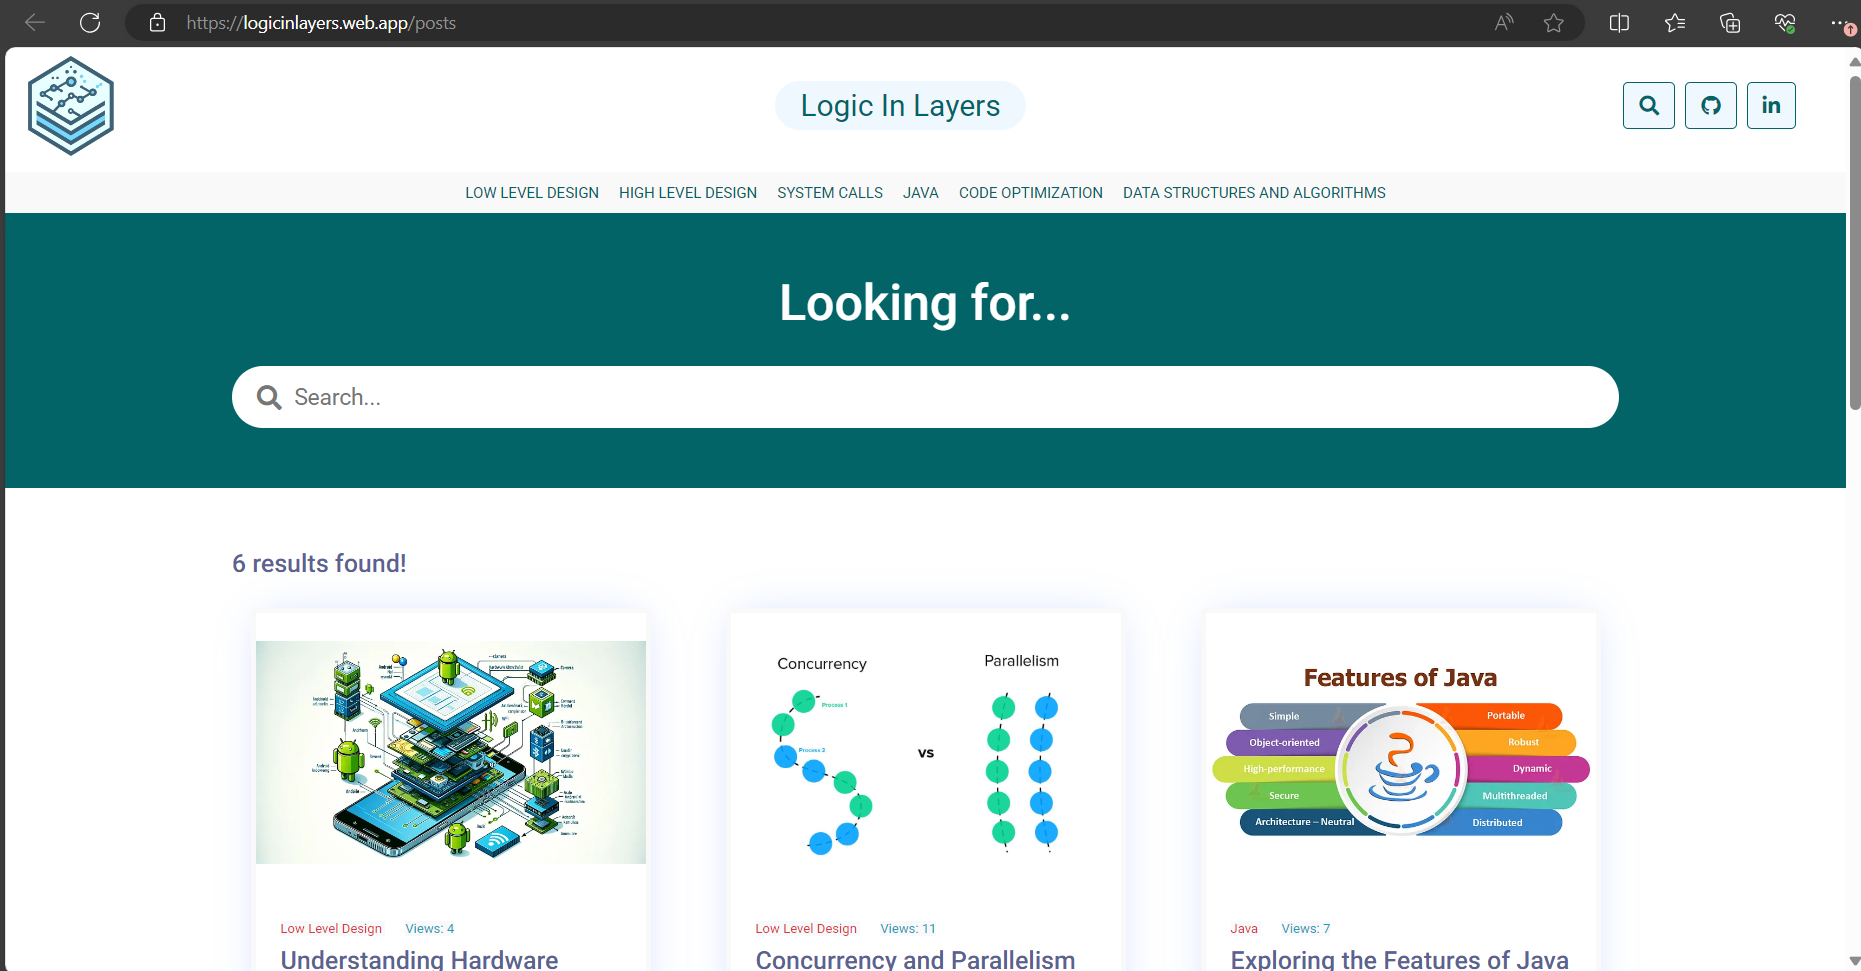 https://logicinlayers.web.app/posts
Logic In Layers
LOW LEVEL DESIGN HIGH LEVEL DESIGN SYSTEM CALLS JAVA CODE OPTIMIZATION DATA STRUCTURES AND ALGORITHMS
Looking for...
Search...
6 results found!
Concurrency
Parallelism
Process 1
Process 2
vs
Features of Java
Simple
Portable
Object-oriented
Robust
High-performance
Dynamic
Secure
Multithreaded
Architecture – Neutral
Distributed
Low Level Design Views: 4
Understanding Hardware
Low Level Design Views: 11
Concurrency and Parallelism
Java Views: 7
Exploring the Features of Java